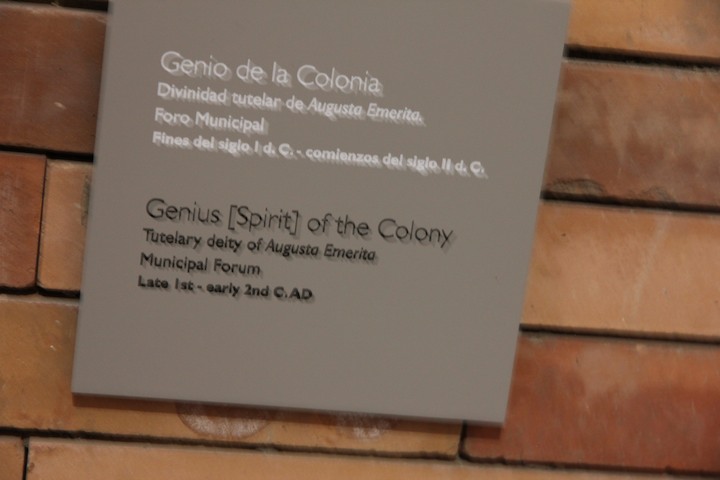 Genio de la Colonia
Divinidad tutelar de Augusta Emerita.
Foro Municipal
Fines del siglo I d. C. - comienzos del siglo II d. C.
Genius [Spirit] of the Colony
Tutelary deity of Augusta Emerita
Municipal Forum
Late 1st - early 2nd C. AD